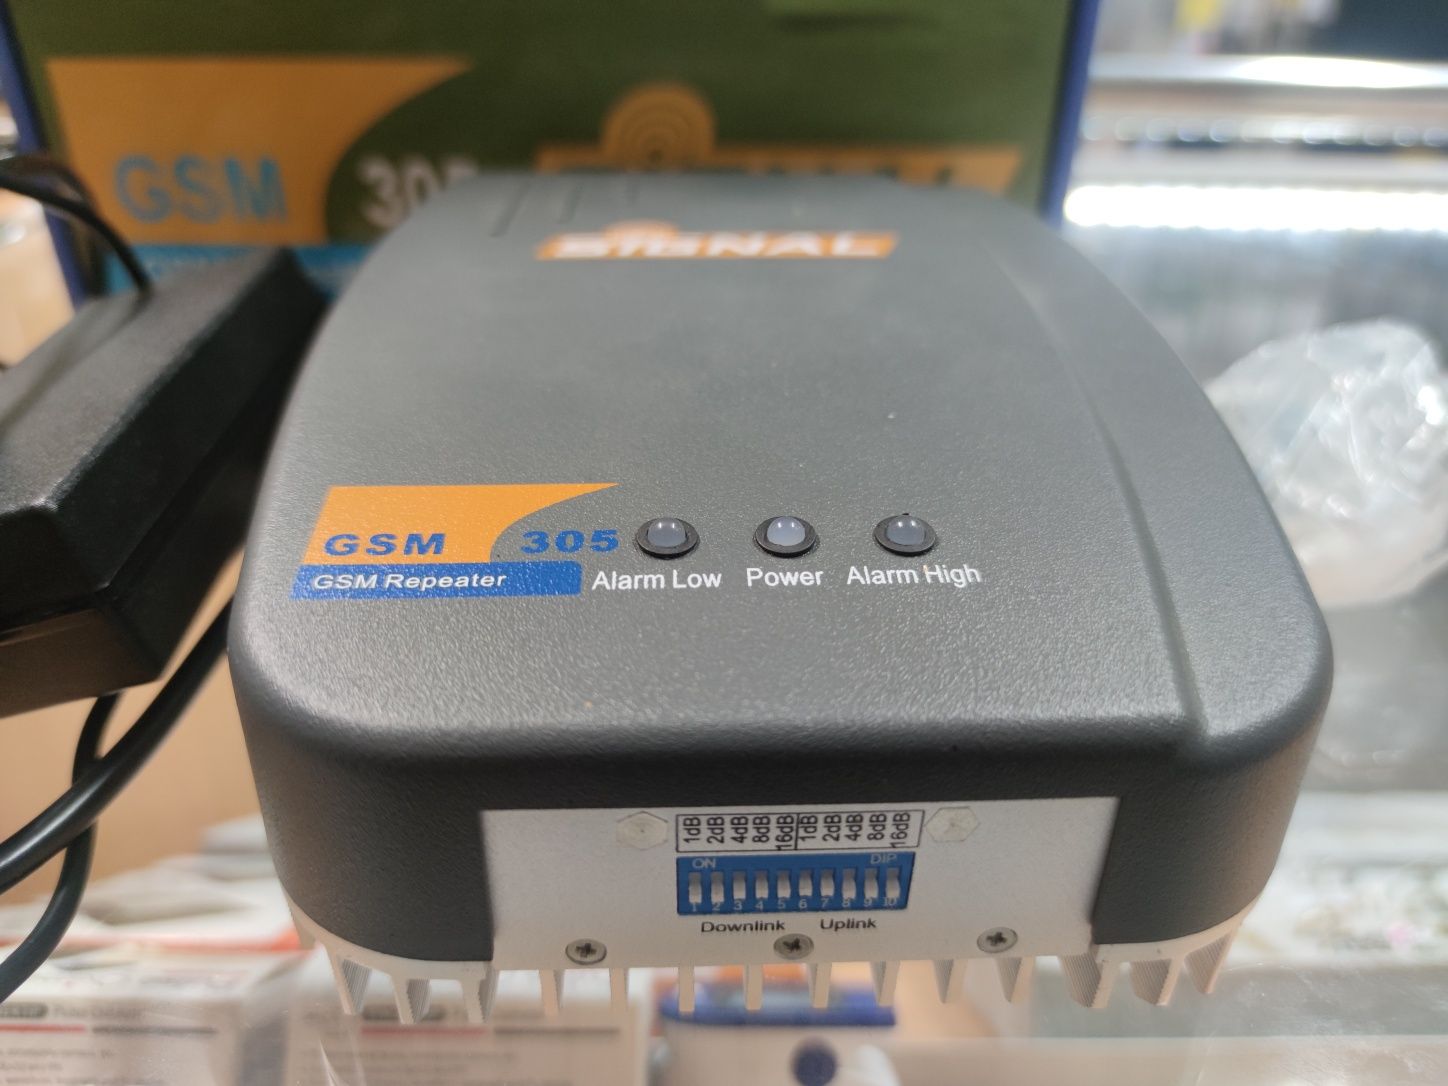 GSM 305
SIGNAL
GSM 305
GSM Repeater
Alarm Low Power Alarm High
1dB 2dB 4dB 8dB 16dB 1dB 2dB 4dB 8dB 16dB
ON DIP
1 2 3 4 5 6 7 8 9 10
Downlink Uplink